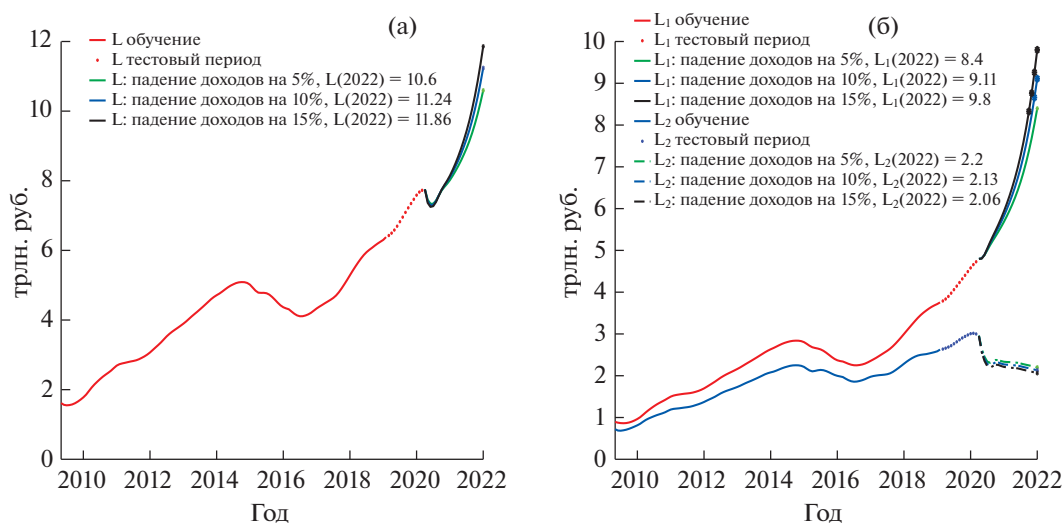 (а)
L обучение
L тестовый период
L: падение доходов на 5%, L(2022) = 10.6
L: падение доходов на 10%, L(2022) = 11.24
L: падение доходов на 15%, L(2022) = 11.86
трлн. руб.
12
10
8
6
4
2
0
2010 2012 2014 2016 2018 2020 2022
Год
(б)
L₁ обучение
L₁ тестовый период
L₁: падение доходов на 5%, L₁(2022) = 8.4
L₁: падение доходов на 10%, L₁(2022) = 9.11
L₁: падение доходов на 15%, L₁(2022) = 9.8
L₂ обучение
L₂ тестовый период
L₂: падение доходов на 5%, L₂(2022) = 2.2
L₂: падение доходов на 10%, L₂(2022) = 2.13
L₂: падение доходов на 15%, L₂(2022) = 2.06
трлн. руб.
10
9
8
7
6
5
4
3
2
1
0
2010 2012 2014 2016 2018 2020 2022
Год